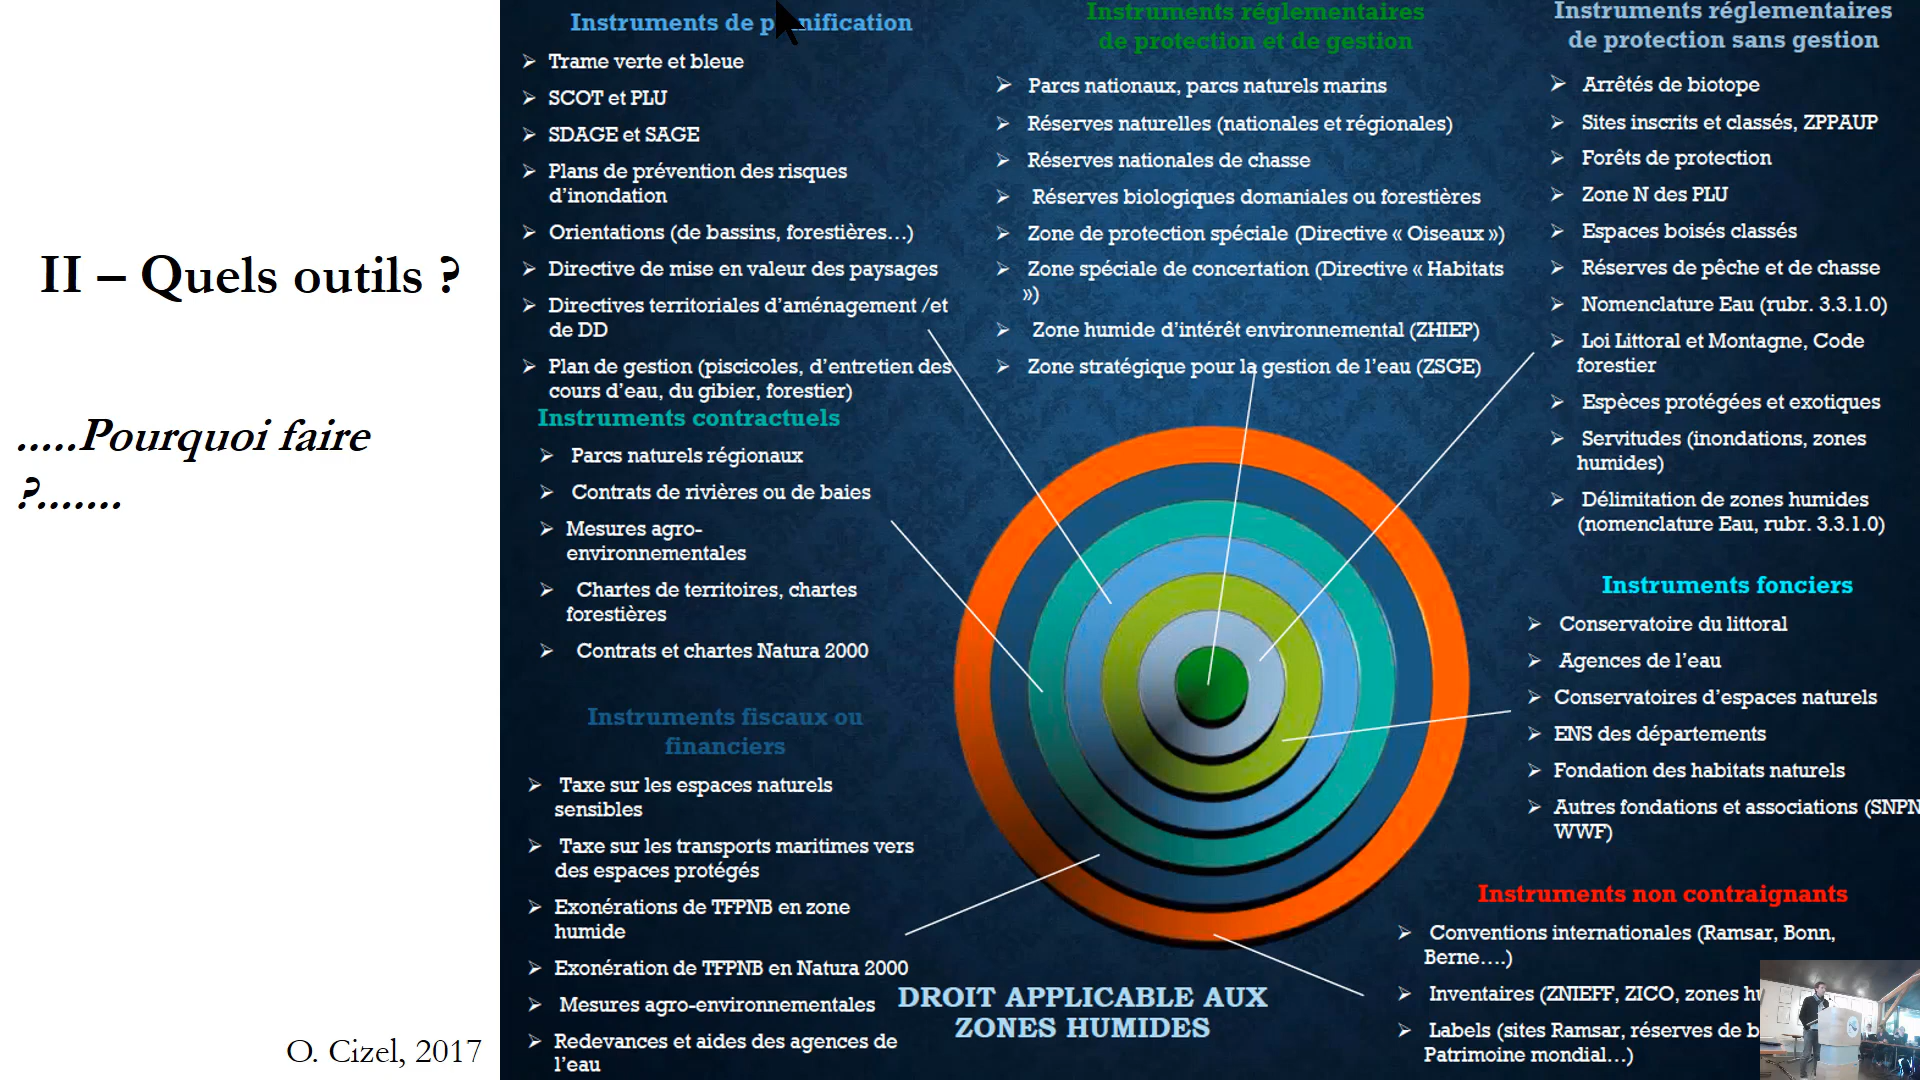 II – Quels outils ?
.....Pourquoi faire
?.......
O. Cizel, 2017
Instruments de p nification
Trame verte et bleue
SCOT et PLU
SDAGE et SAGE
Plans de prévention des risques
d’inondation
Orientations (de bassins, forestières…)
Directive de mise en valeur des paysages
Directives territoriales d’aménagement /et
de DD
Plan de gestion (piscicoles, d’entretien des
cours d’eau, du gibier, forestier)
Instruments contractuels
Parcs naturels régionaux
Contrats de rivières ou de baies
Mesures agro-
environnementales
Chartes de territoires, chartes
forestières
Contrats et chartes Natura 2000
Instruments fiscaux ou
financiers
Taxe sur les espaces naturels
sensibles
Taxe sur les transports maritimes vers
des espaces protégés
Exonérations de TFPNB en zone
humide
Exonération de TFPNB en Natura 2000
Mesures agro-environnementales
Redevances et aides des agences de
l’eau
Instruments réglementaires
de protection et de gestion
Parcs nationaux, parcs naturels marins
Réserves naturelles (nationales et régionales)
Réserves nationales de chasse
Réserves biologiques domaniales ou forestières
Zone de protection spéciale (Directive « Oiseaux »)
Zone spéciale de concertation (Directive « Habitats
»)
Zone humide d’intérêt environnemental (ZHIEP)
Zone stratégique pour la gestion de l’eau (ZSGE)
DROIT APPLICABLE AUX
ZONES HUMIDES
Instruments réglementaires
de protection sans gestion
Arrêtés de biotope
Sites inscrits et classés, ZPPAUP
Forêts de protection
Zone N des PLU
Espaces boisés classés
Réserves de pêche et de chasse
Nomenclature Eau (rubr. 3.3.1.0)
Loi Littoral et Montagne, Code
forestier
Espèces protégées et exotiques
Servitudes (inondations, zones
humides)
Délimitation de zones humides
(nomenclature Eau, rubr. 3.3.1.0)
Instruments fonciers
Conservatoire du littoral
Agences de l’eau
Conservatoires d’espaces naturels
ENS des départements
Fondation des habitats naturels
Autres fondations et associations (SNPN
WWF)
Instruments non contraignants
Conventions internationales (Ramsar, Bonn,
Berne….)
Inventaires (ZNIEFF, ZICO, zones
Labels (sites Ramsar, réserves de
Patrimoine mondial…)